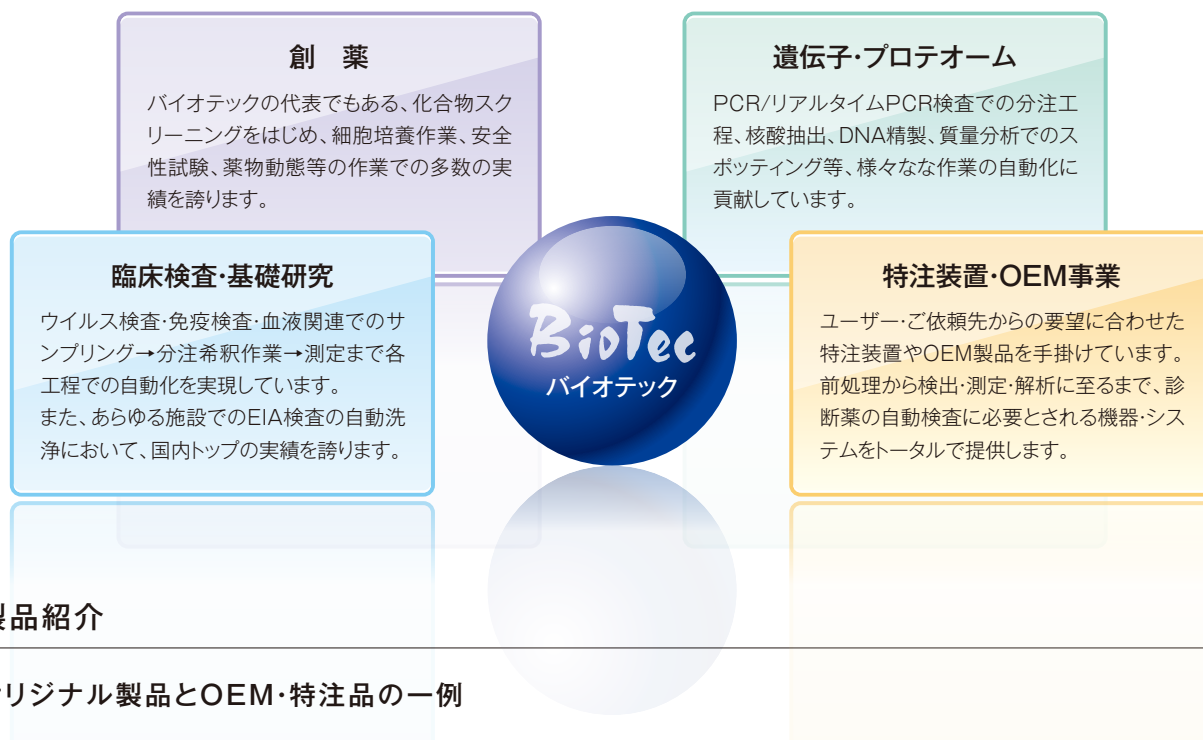 創　薬
バイオテックの代表でもある、化合物スク
リーニングをはじめ、細胞培養作業、安全
性試験、薬物動態等の作業での多数の実
績を誇ります。
遺伝子・プロテオーム
PCR/リアルタイムPCR検査での分注工
程、核酸抽出、DNA精製、質量分析でのス
ポッティング等、様々なな作業の自動化に
貢献しています。
臨床検査・基礎研究
ウイルス検査・免疫検査・血液関連でのサ
ンプリング→分注希釈作業→測定まで各
工程での自動化を実現しています。
また、あらゆる施設でのEIA検査の自動洗
浄において、国内トップの実績を誇ります。
BioTec
バイオテック
特注装置・OEM事業
ユーザー・ご依頼先からの要望に合わせた
特注装置やOEM製品を手掛けています。
前処理から検出・測定・解析に至るまで、診
断薬の自動検査に必要とされる機器・シス
テムをトータルで提供します。
製品紹介
オリジナル製品とOEM・特注品の一例